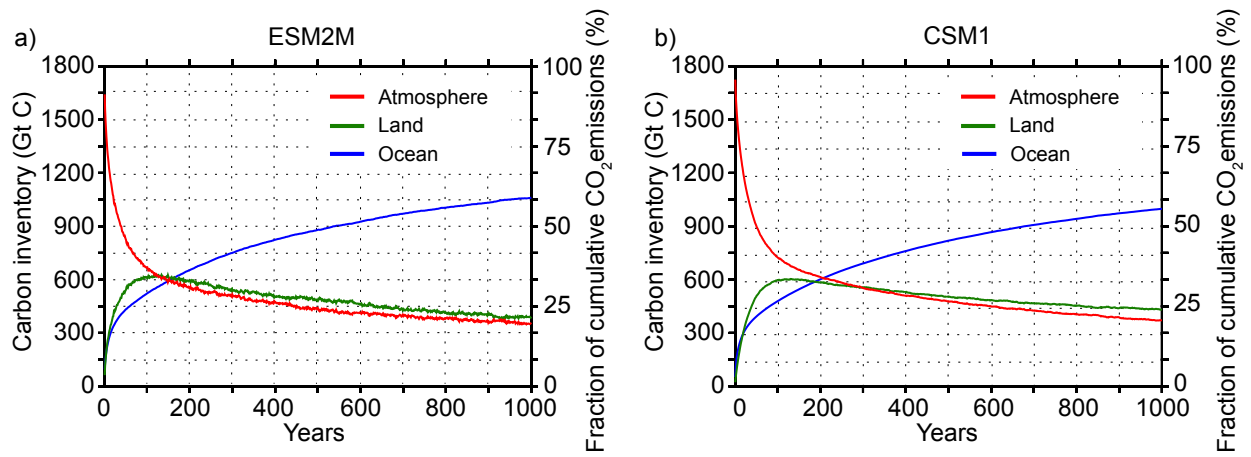 a)
ESM2M
Carbon inventory (Gt C)
1800
1500
1200
900
600
300
0
Atmosphere
Land
Ocean
100
75
50
25
0
Fraction of cumulative CO2 emissions (%)
0 200 400 600 800 1000
Years
b)
CSM1
Carbon inventory (Gt C)
1800
1500
1200
900
600
300
0
Atmosphere
Land
Ocean
100
75
50
25
0
Fraction of cumulative CO2 emissions (%)
0 200 400 600 800 1000
Years